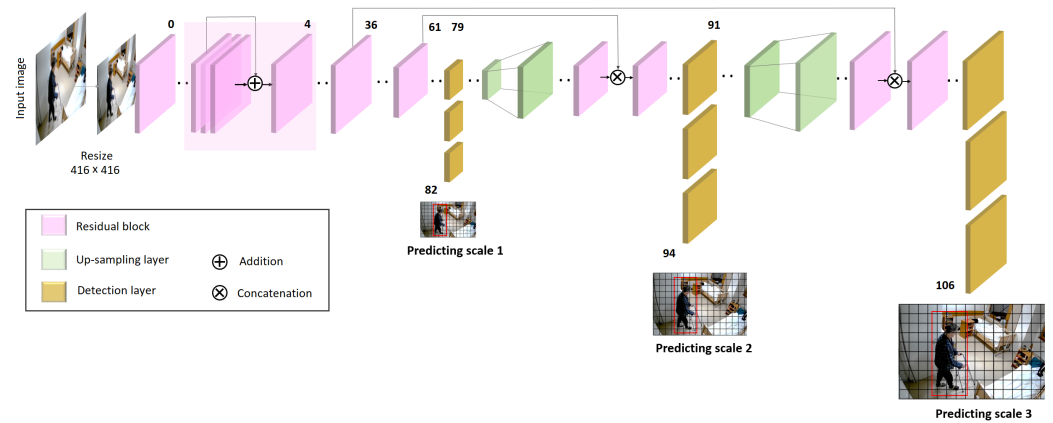 0
4
36
61
79
91
Input image
Resize
416 × 416
82
Predicting scale 1
94
Predicting scale 2
106
Predicting scale 3
Residual block
Up-sampling layer
Addition
Detection layer
Concatenation